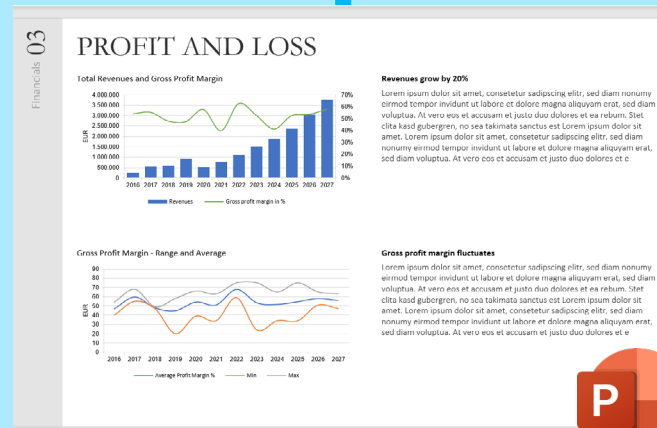 Financials 03
PROFIT AND LOSS
Total Revenues and Gross Profit Margin
4.000.000
3.500.000
3.000.000
2.500.000
2.000.000
1.500.000
1.000.000
500.000
0
EUR
70%
60%
50%
40%
30%
20%
10%
0%
2016 2017 2018 2019 2020 2021 2022 2023 2024 2025 2026 2027
Revenues Gross profit margin in %
Revenues grow by 20%
Lorem ipsum dolor sit amet, consetetur sadipscing elitr, sed diam nonumy
eirmod tempor invidunt ut labore et dolore magna aliquyam erat, sed diam
voluptua. At vero eos et accusam et justo duo dolores et ea rebum. Stet
clita kasd gubergren, no sea takimata sanctus est Lorem ipsum dolor sit
amet. Lorem ipsum dolor sit amet, consetetur sadipscing elitr, sed diam
nonumy eirmod tempor invidunt ut labore et dolore magna aliquyam erat,
sed diam voluptua. At vero eos et accusam et justo duo dolores et e
Gross Profit Margin - Range and Average
90
80
70
60
50
40
30
20
10
0
EUR
2016 2017 2018 2019 2020 2021 2022 2023 2024 2025 2026 2027
Average Profit Margin % Min Max
Gross profit margin fluctuates
Lorem ipsum dolor sit amet, consetetur sadipscing elitr, sed diam nonumy
eirmod tempor invidunt ut labore et dolore magna aliquyam erat, sed diam
voluptua. At vero eos et accusam et justo duo dolores et ea rebum. Stet
clita kasd gubergren, no sea takimata sanctus est Lorem ipsum dolor sit
amet. Lorem ipsum dolor sit amet, consetetur sadipscing elitr, sed diam
nonumy eirmod tempor invidunt ut labore et dolore magna aliquyam erat,
sed diam voluptua. At vero eos et accusam et justo duo dolores et e
P